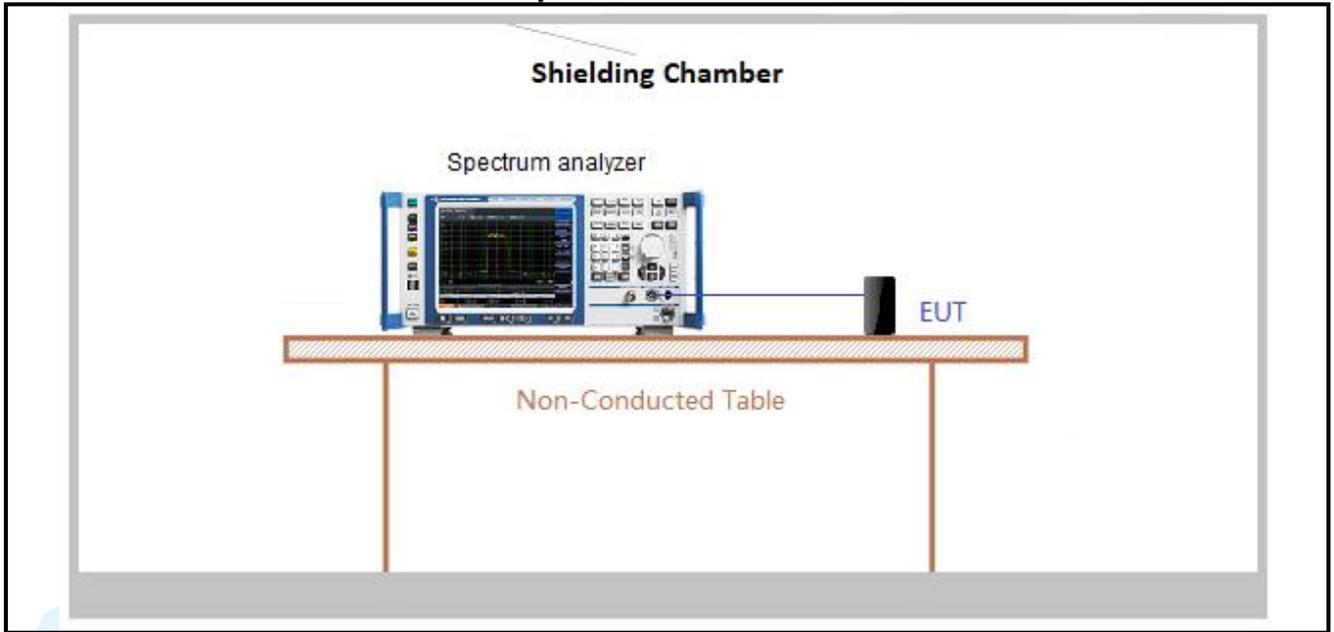 Shielding Chamber
Spectrum analyzer
EUT
Non-Conducted Table